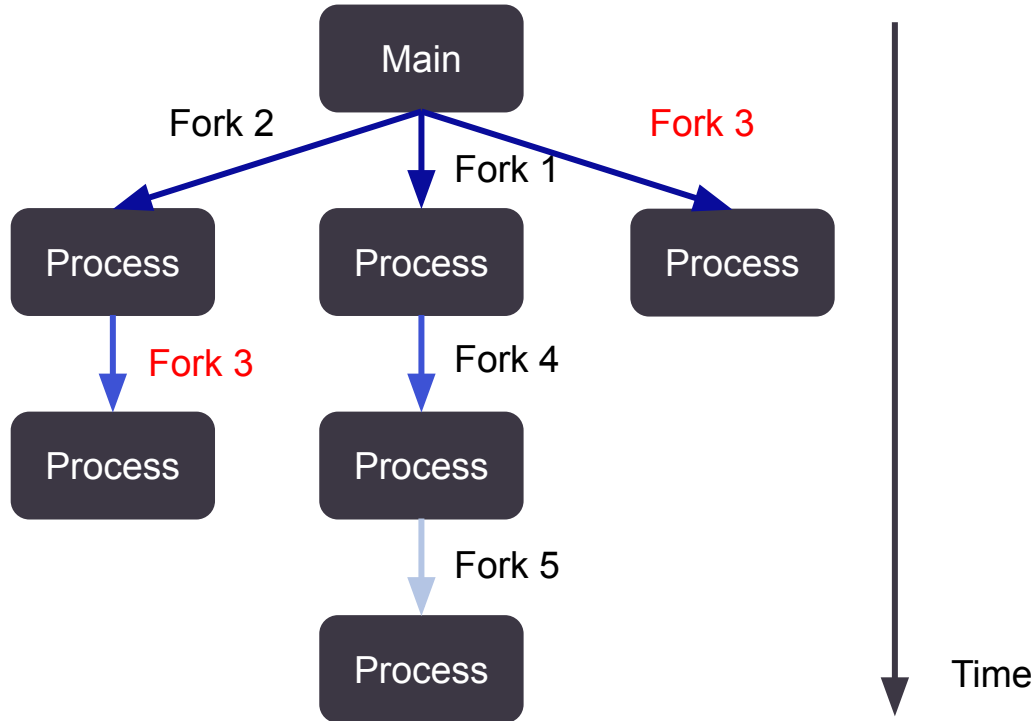 Main
Fork 2
Fork 3
Fork 1
Process
Process
Process
Fork 3
Fork 4
Process
Process
Fork 5
Process
Time